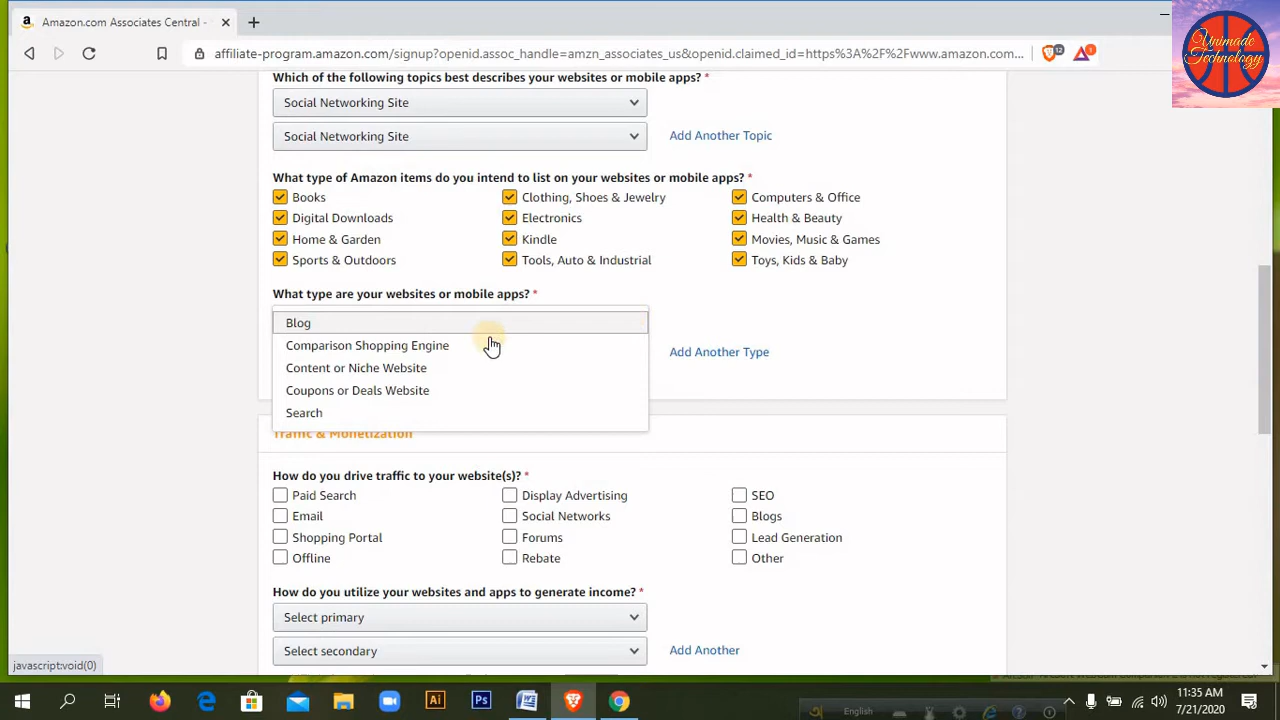 Amazon.com Associates Central -
affiliate-program.amazon.com/signup?openid.assoc_handle=amzn_associates_us&openid.claimed_id=https%3A%2F%2Fwww.amazon.com...
12
1
Unimade
Technology
Which of the following topics best describes your websites or mobile apps? *
Social Networking Site
Social Networking Site
Add Another Topic
What type of Amazon items do you intend to list on your websites or mobile apps? *
Books
Clothing, Shoes & Jewelry
Computers & Office
Digital Downloads
Electronics
Health & Beauty
Home & Garden
Kindle
Movies, Music & Games
Sports & Outdoors
Tools, Auto & Industrial
Toys, Kids & Baby
What type are your websites or mobile apps? *
Blog
Comparison Shopping Engine
Add Another Type
Content or Niche Website
Coupons or Deals Website
Search
Traffic & Monetization
How do you drive traffic to your website(s)? *
Paid Search
Display Advertising
SEO
Email
Social Networks
Blogs
Shopping Portal
Forums
Lead Generation
Offline
Rebate
Other
How do you utilize your websites and apps to generate income? *
Select primary
Select secondary
Add Another
javascript:void(0)
Ai
Ps
11:35 AM
7/21/2020
English